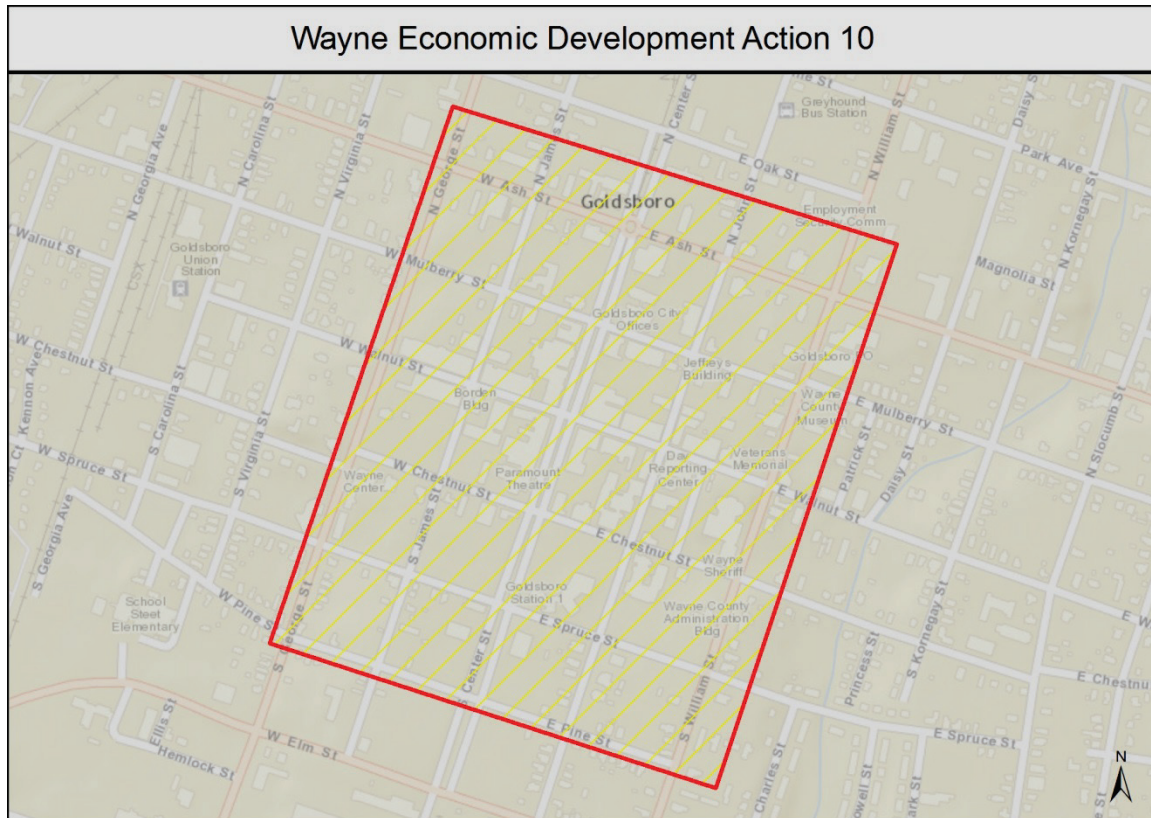 Wayne Economic Development Action 10
Greyhound
Bus Station
Daisy St
N Center St
N James St
N William St
N Carolina St
N Georgia Ave
N Virginia St
N George St
E Oak St
Park Ave
W Ash St
Goldsboro
Employment
Security Comm
N John St
N Kornegay St
E Ash St
Magnolia St
Walnut St
Goldsboro
Union
Station
CSX
W Mulberry St
Goldsboro City
Offices
W Chestnut St
W Walnut St
Jeffreys
Building
Goldsboro PO
Kennon Ave
Borden
Bldg
Wayne
County
Museum
E Mulberry St
N Slocumb St
S Carolina St
S Virginia St
W Spruce St
Wayne
Center
W Chestnut St
Paramount
Theatre
Reporting
Center
Veterans
Memorial
Patrick St
Daisy St
E Walnut St
S Georgia Ave
S James St
E Chestnut St
Wayne
Sheriff
School
Street
Elementary
W Pine St
S George St
Goldsboro
Station 1
E Spruce St
Wayne County
Administration
Bldg
S Kornegay St
Princess St
S Center St
S William St
E Pine St
E Chestnut
Ellis St
Hemlock St
W Elm St
E Spruce St
Charles St
N